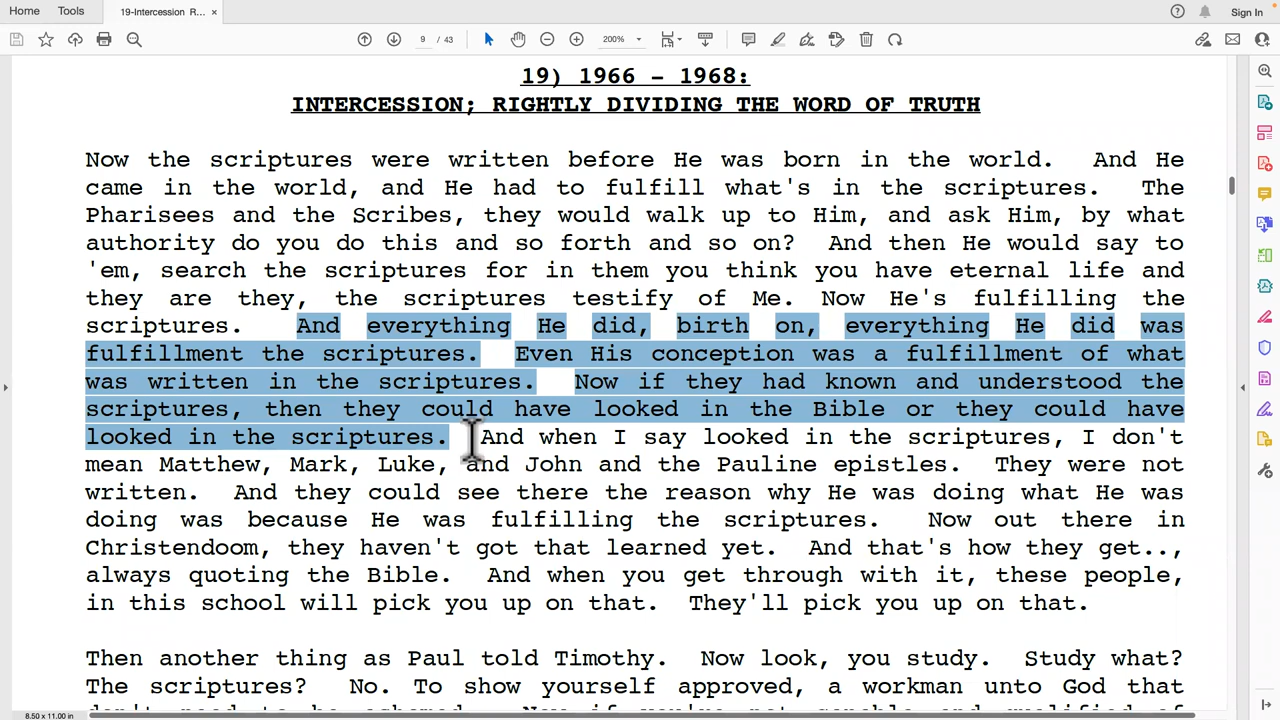 Home Tools 19-Intercession R... × Sign In
9 / 43 200%
19) 1966 – 1968:
INTERCESSION; RIGHTLY DIVIDING THE WORD OF TRUTH
Now the scriptures were written before He was born in the world. And He
came in the world, and He had to fulfill what's in the scriptures. The
Pharisees and the Scribes, they would walk up to Him, and ask Him, by what
authority do you do this and so forth and so on? And then He would say to
'em, search the scriptures for in them you think you have eternal life and
they are they, the scriptures testify of Me. Now He's fulfilling the
scriptures. And everything He did, birth on, everything He did was
fulfillment the scriptures. Even His conception was a fulfillment of what
was written in the scriptures. Now if they had known and understood the
scriptures, then they could have looked in the Bible or they could have
looked in the scriptures. And when I say looked in the scriptures, I don't
mean Matthew, Mark, Luke, and John and the Pauline epistles. They were not
written. And they could see there the reason why He was doing what He was
doing was because He was fulfilling the scriptures. Now out there in
Christendoom, they haven't got that learned yet. And that's how they get..,
always quoting the Bible. And when you get through with it, these people,
in this school will pick you up on that. They'll pick you up on that.
Then another thing as Paul told Timothy. Now look, you study. Study what?
The scriptures? No. To show yourself approved, a workman unto God that
8.50 x 11.00 in